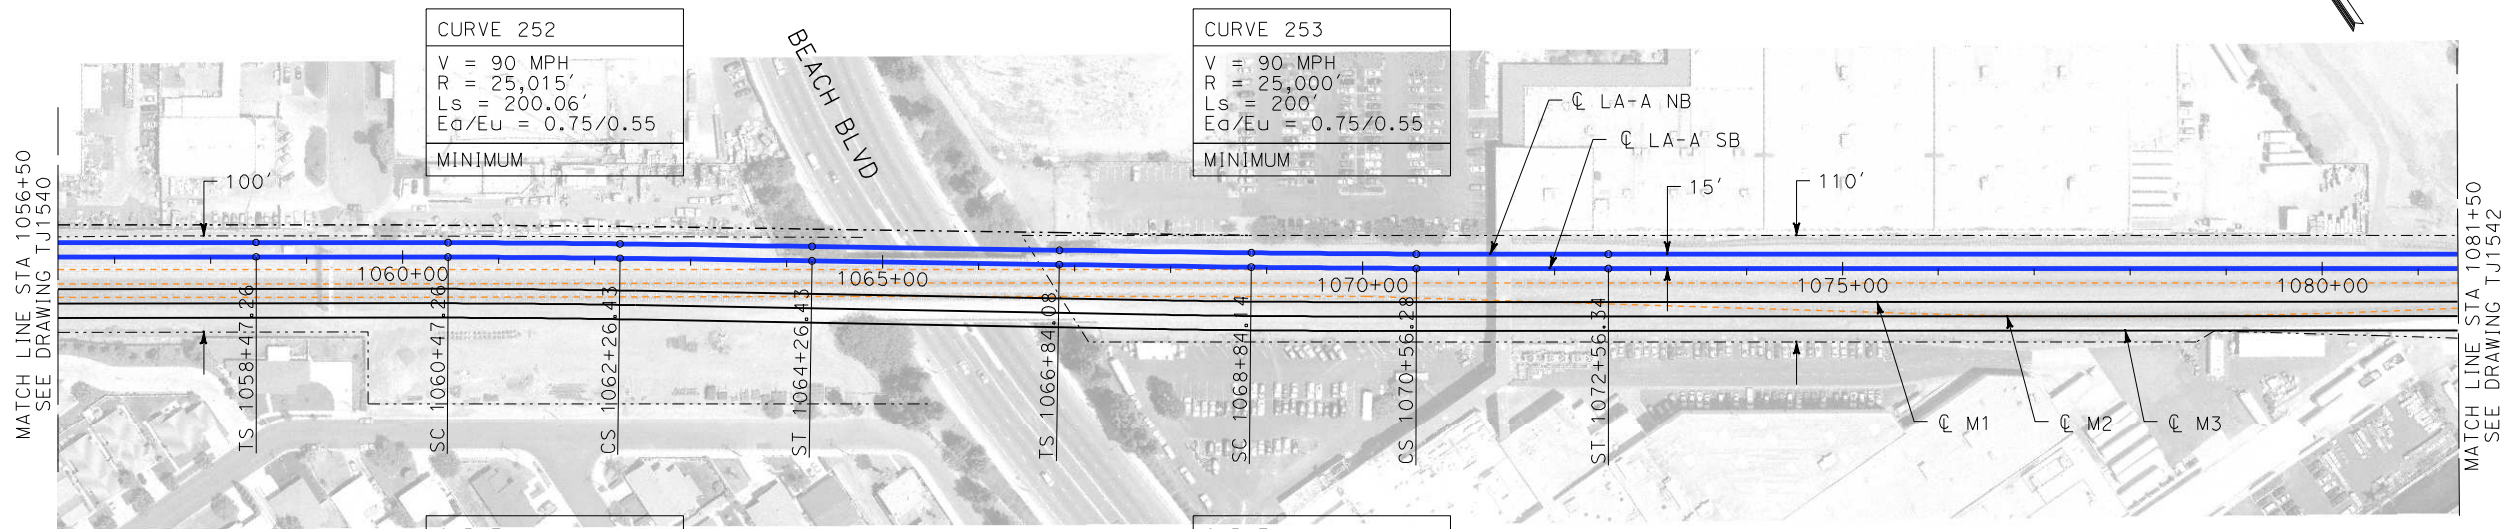 CURVE 252
V = 90 MPH
R = 25,015′
Ls = 200.06′
Ea/Eu = 0.75/0.55
MINIMUM
CURVE 253
V = 90 MPH
R = 25,000′
Ls = 200′
Ea/Eu = 0.75/0.55
MINIMUM
BEACH BLVD
℄ LA-A NB
℄ LA-A SB
100′
15′
110′
MATCH LINE STA 1056+50
SEE DRAWING TJ1540
1060+00
1065+00
1070+00
1075+00
1080+00
TS 1058+47.26
SC 1060+47.26
CS 1062+26.43
ST 1064+26.43
TS 1066+84.08
SC 1068+84.14
CS 1070+56.28
ST 1072+56.34
℄ M1
℄ M2
℄ M3
MATCH LINE STA 1081+50
SEE DRAWING TJ1542